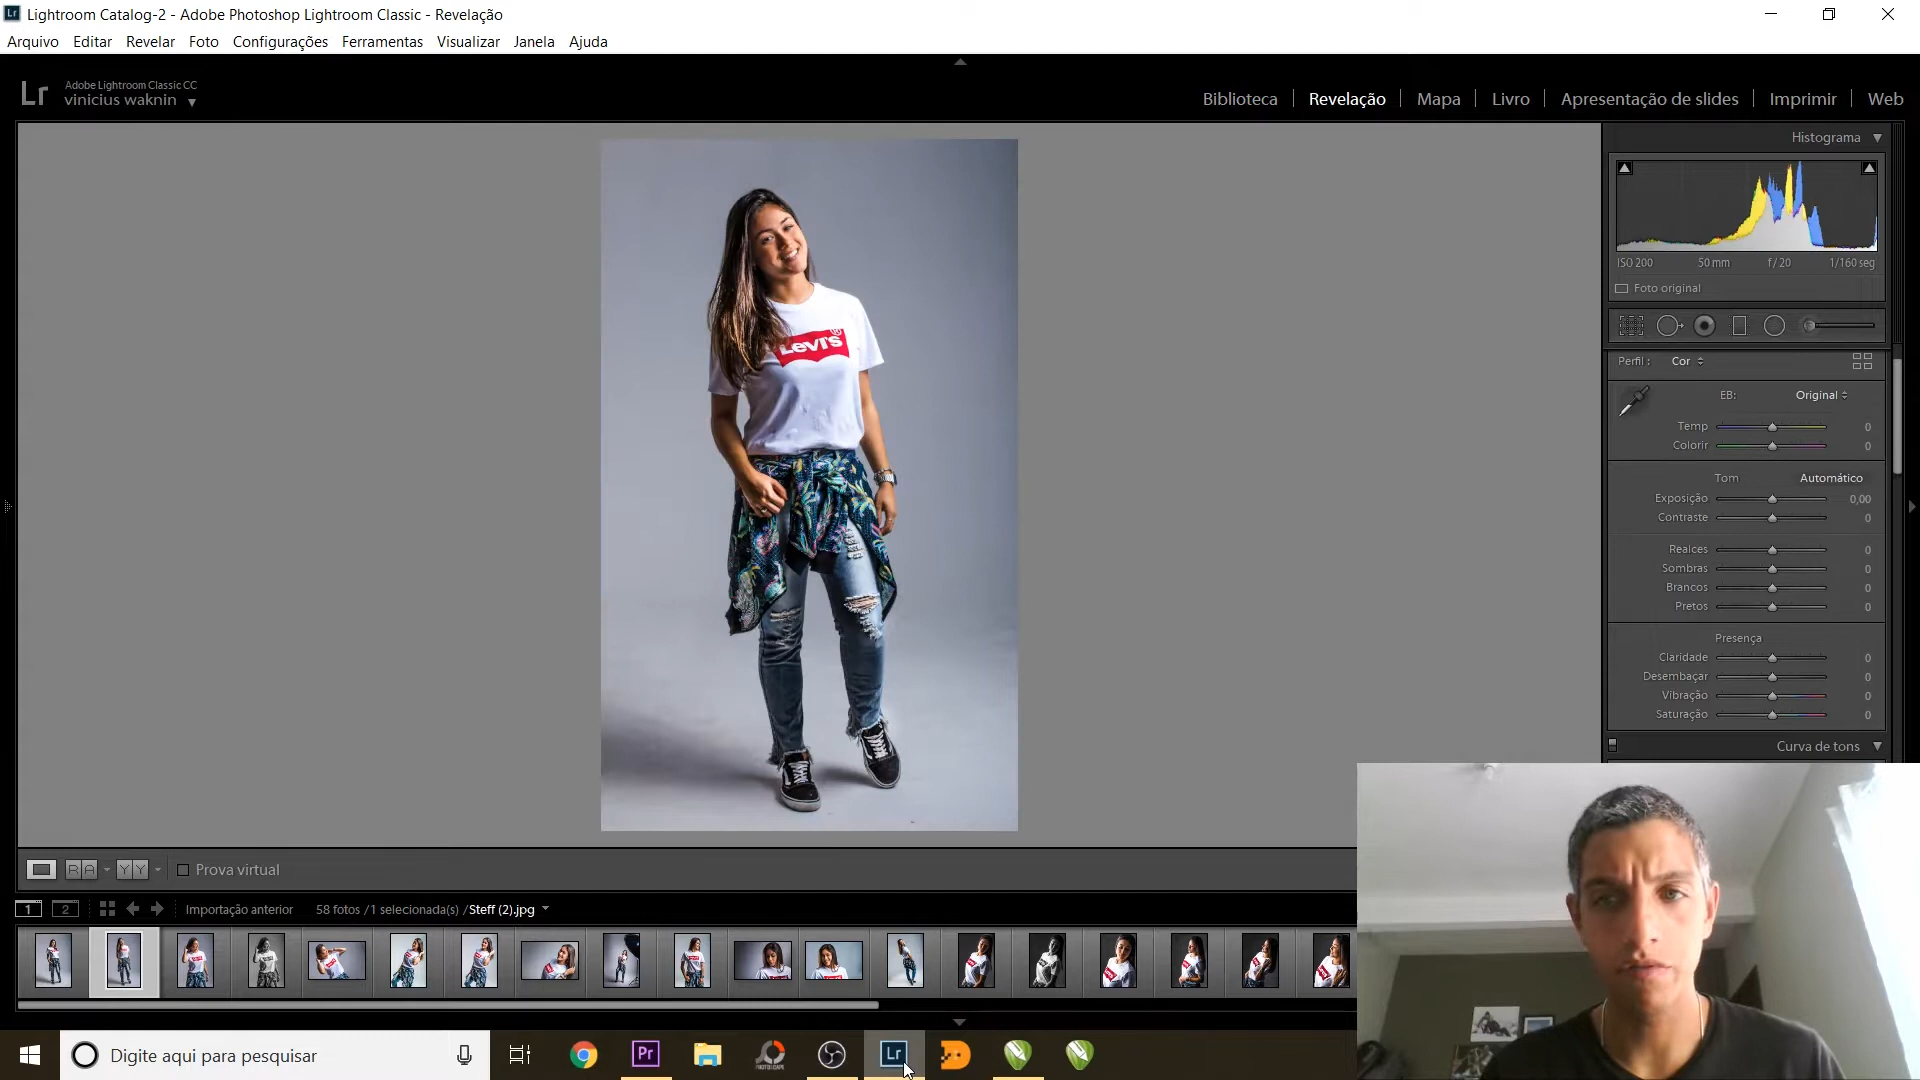 Lightroom Catalog-2 - Adobe Photoshop Lightroom Classic - Revelação
Arquivo Editar Revelar Foto Configurações Ferramentas Visualizar Janela Ajuda
Lr Adobe Lightroom Classic CC
vinicius waknin
Biblioteca Revelação Mapa Livro Apresentação de slides Imprimir Web
Histograma
ISO 200 50 mm f / 20 1/160 seg
Foto original
Perfil : Cor
EB: Original
Temp 0
Colorir 0
Tom Automático
Exposição 0,00
Contraste 0
Realces 0
Sombras 0
Brancos 0
Pretos 0
Presença
Claridade 0
Desembaçar 0
Vibração 0
Saturação 0
Curva de tons
Levi's
R A Y Y Prova virtual
1 2 Importação anterior 58 fotos /1 selecionada(s) /Steff (2).jpg
Digite aqui para pesquisar
Pr
PHOTOSCAPE
Lr